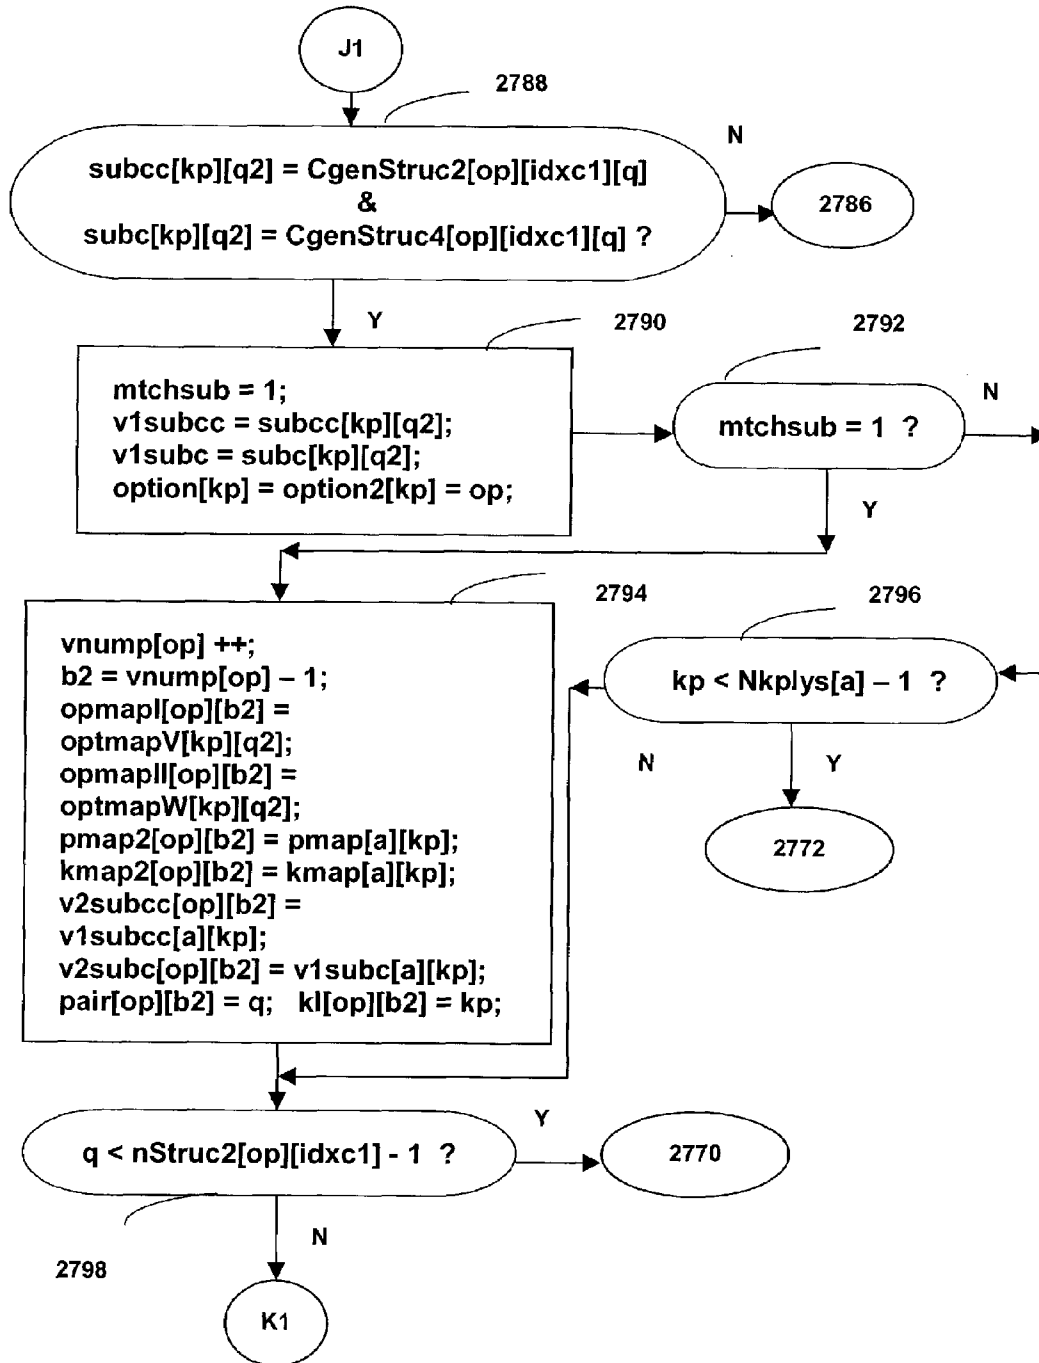 J1
2788
subcc[kp][q2] = CgenStruc2[op][idxc1][q]
&
subc[kp][q2] = CgenStruc4[op][idxc1][q] ?
N
2786
Y
2790
2792
mtchsub = 1;
v1subcc = subcc[kp][q2];
v1subc = subc[kp][q2];
option[kp] = option2[kp] = op;
mtchsub = 1 ?
N
Y
2794
2796
vnump[op] ++;
b2 = vnump[op] – 1;
opmapI[op][b2] =
optmapV[kp][q2];
opmapII[op][b2] =
optmapW[kp][q2];
pmap2[op][b2] = pmap[a][kp];
kmap2[op][b2] = kmap[a][kp];
v2subcc[op][b2] =
v1subcc[a][kp];
v2subc[op][b2] = v1subc[a][kp];
pair[op][b2] = q; kl[op][b2] = kp;
kp < Nkplys[a] – 1 ?
N
Y
2772
q < nStruc2[op][idxc1] - 1 ?
Y
2770
N
2798
K1